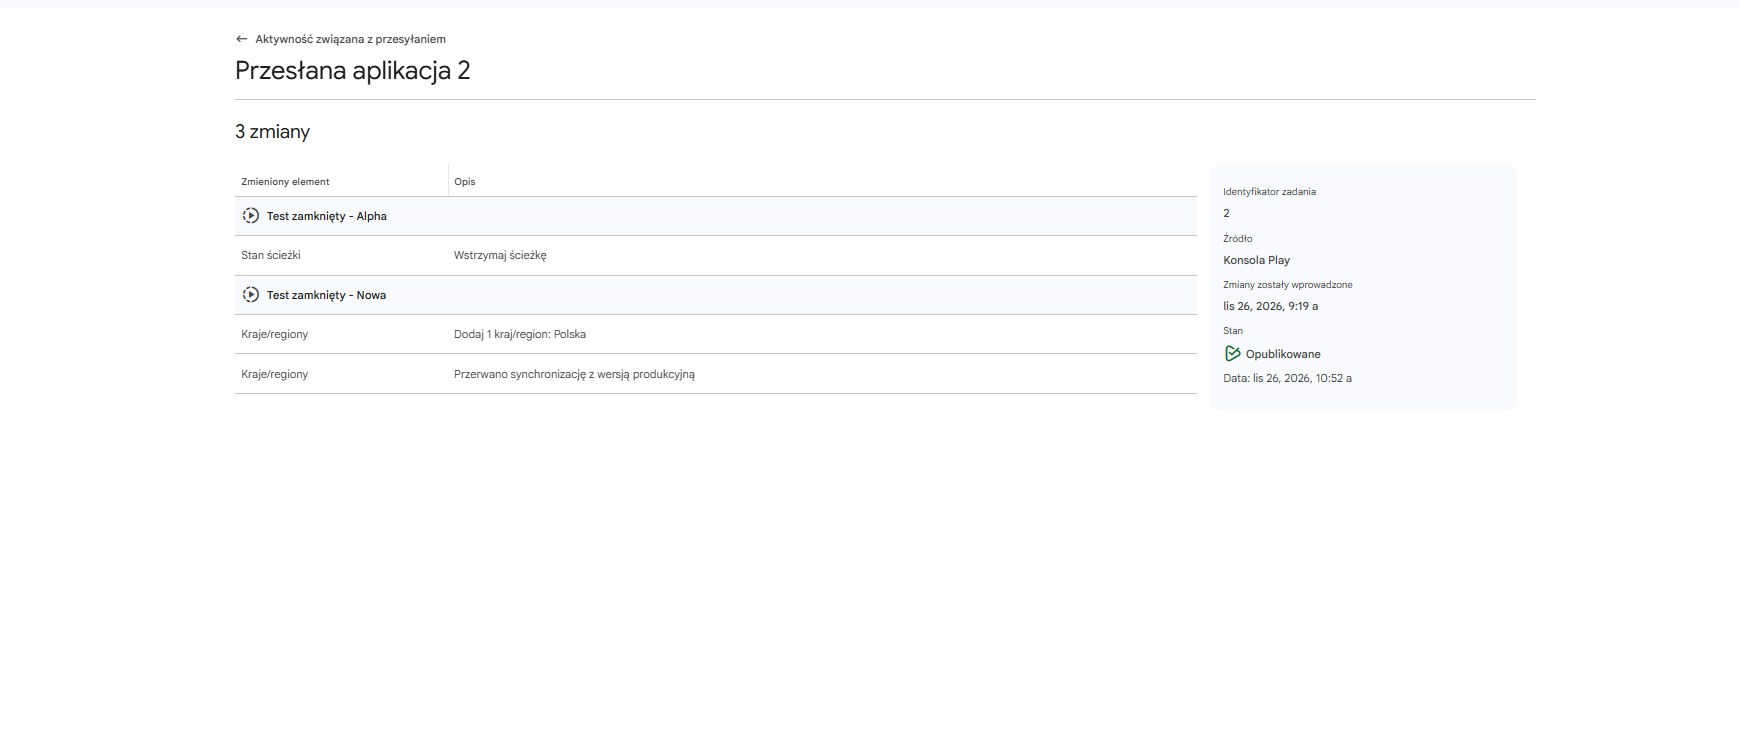 Aktywność związana z przesyłaniem
Przesłana aplikacja 2
3 zmiany
Zmieniony element Opis
Test zamknięty - Alpha
Stan ścieżki Wstrzymaj ścieżkę
Test zamknięty - Nowa
Kraje/regiony Dodaj 1 kraj/region: Polska
Kraje/regiony Przerwano synchronizację z wersją produkcyjną
Identyfikator zadania
2
Źródło
Konsola Play
Zmiany zostały wprowadzone
lis 26, 2026, 9:19 a
Stan
Opublikowane
Data: lis 26, 2026, 10:52 a